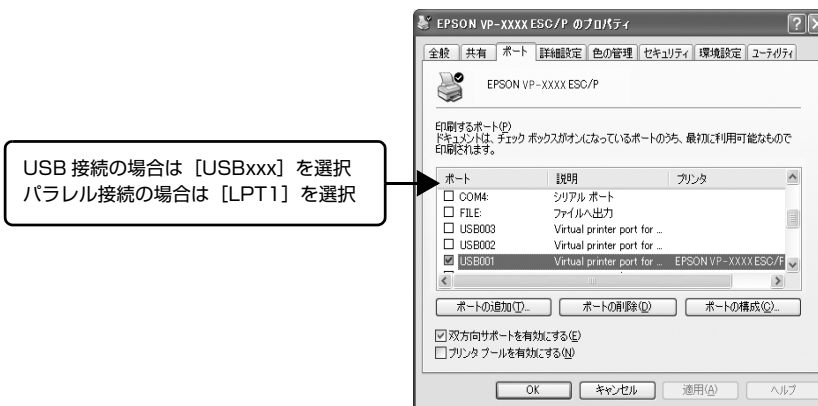 EPSON VP-XXXX ESC/P のプロパティ
全般 共有 ポート 詳細設定 色の管理 セキュリティ 環境設定 ユーティリティ
EPSON VP-XXXX ESC/P
印刷するポート(P)
ドキュメントは、チェック ボックスがオンになっているポートのうち、最初に利用可能なもので
印刷されます。
USB 接続の場合は［USBxxx］を選択
パラレル接続の場合は［LPT1］を選択
ポート 説明 プリンタ
COM4: シリアル ポート
FILE: ファイルへ出力
USB003 Virtual printer port for ...
USB002 Virtual printer port for ...
USB001 Virtual printer port for ... EPSON VP-XXXX ESC/P
ポートの追加(T)... ポートの削除(D) ポートの構成(C)...
双方向サポートを有効にする(E)
プリンタ プールを有効にする(N)
OK キャンセル 適用(A) ヘルプ